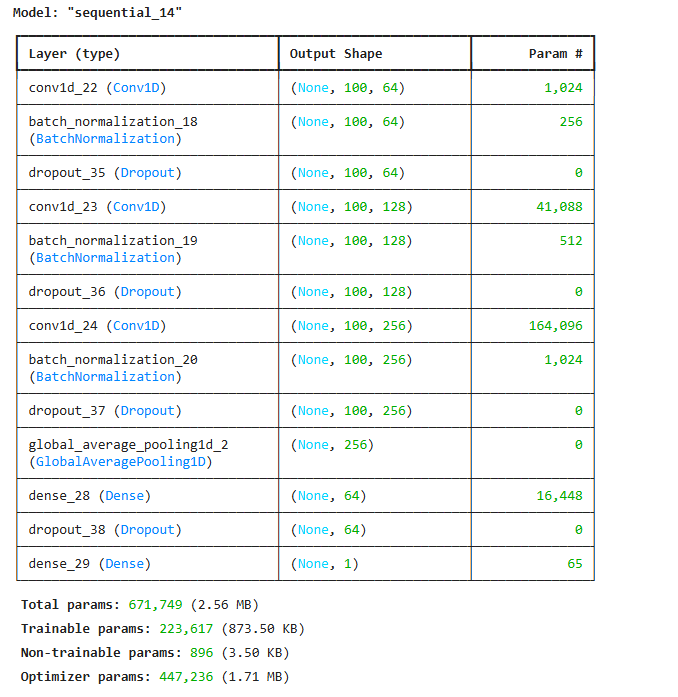 Model: "sequential_14"
Layer (type) Output Shape Param #
conv1d_22 (Conv1D) (None, 100, 64) 1,024
batch_normalization_18 (None, 100, 64) 256
(BatchNormalization)
dropout_35 (Dropout) (None, 100, 64) 0
conv1d_23 (Conv1D) (None, 100, 128) 41,088
batch_normalization_19 (None, 100, 128) 512
(BatchNormalization)
dropout_36 (Dropout) (None, 100, 128) 0
conv1d_24 (Conv1D) (None, 100, 256) 164,096
batch_normalization_20 (None, 100, 256) 1,024
(BatchNormalization)
dropout_37 (Dropout) (None, 100, 256) 0
global_average_pooling1d_2 (None, 256) 0
(GlobalAveragePooling1D)
dense_28 (Dense) (None, 64) 16,448
dropout_38 (Dropout) (None, 64) 0
dense_29 (Dense) (None, 1) 65
Total params: 671,749 (2.56 MB)
Trainable params: 223,617 (873.50 KB)
Non-trainable params: 896 (3.50 KB)
Optimizer params: 447,236 (1.71 MB)